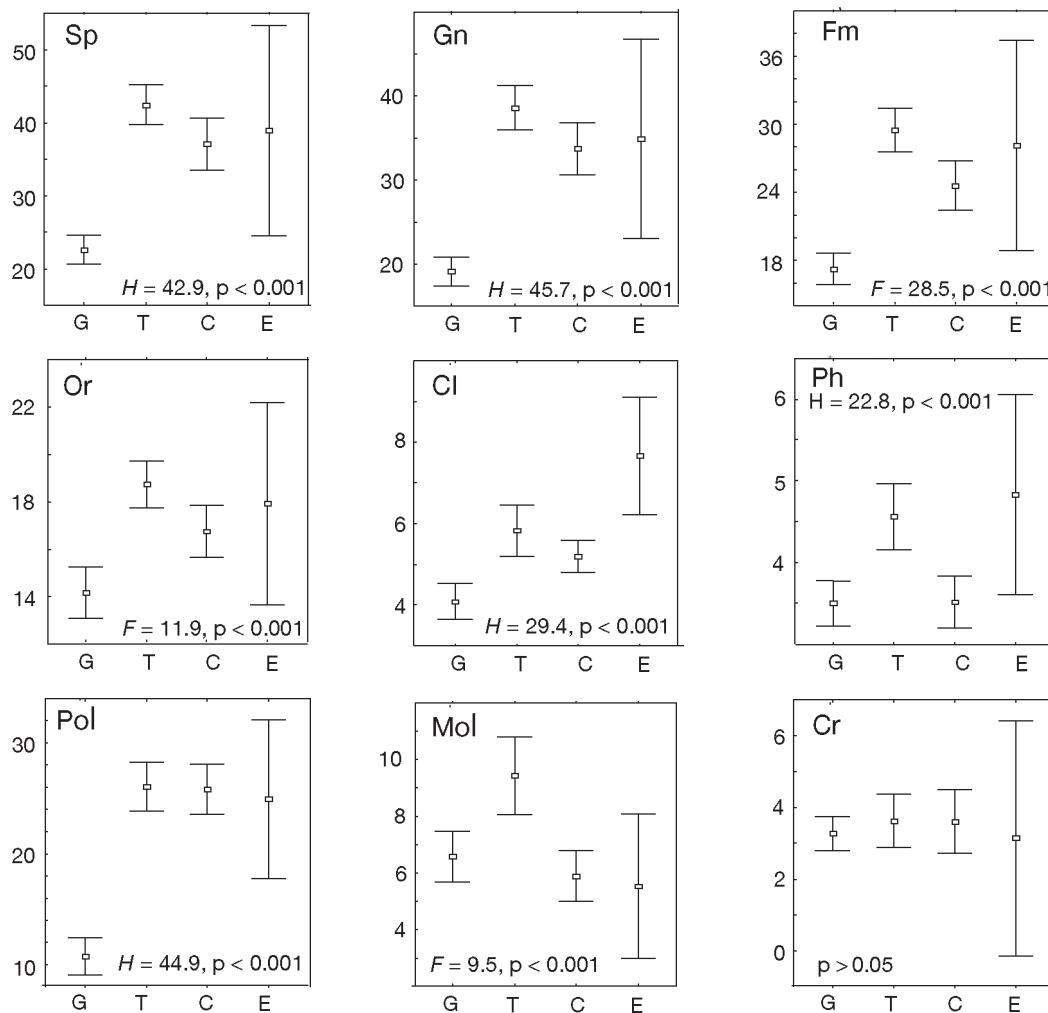 Sp
50
40
30
20
H = 42.9, p < 0.001
G T C E
Gn
40
30
20
H = 45.7, p < 0.001
G T C E
Fm
36
30
24
18
F = 28.5, p < 0.001
G T C E
Or
22
18
14
F = 11.9, p < 0.001
G T C E
Cl
8
6
4
H = 29.4, p < 0.001
G T C E
Ph
H = 22.8, p < 0.001
6
5
4
G T C E
Pol
30
20
10
H = 44.9, p < 0.001
G T C E
Mol
10
8
6
4
F = 9.5, p < 0.001
G T C E
Cr
6
4
2
0
p > 0.05
G T C E